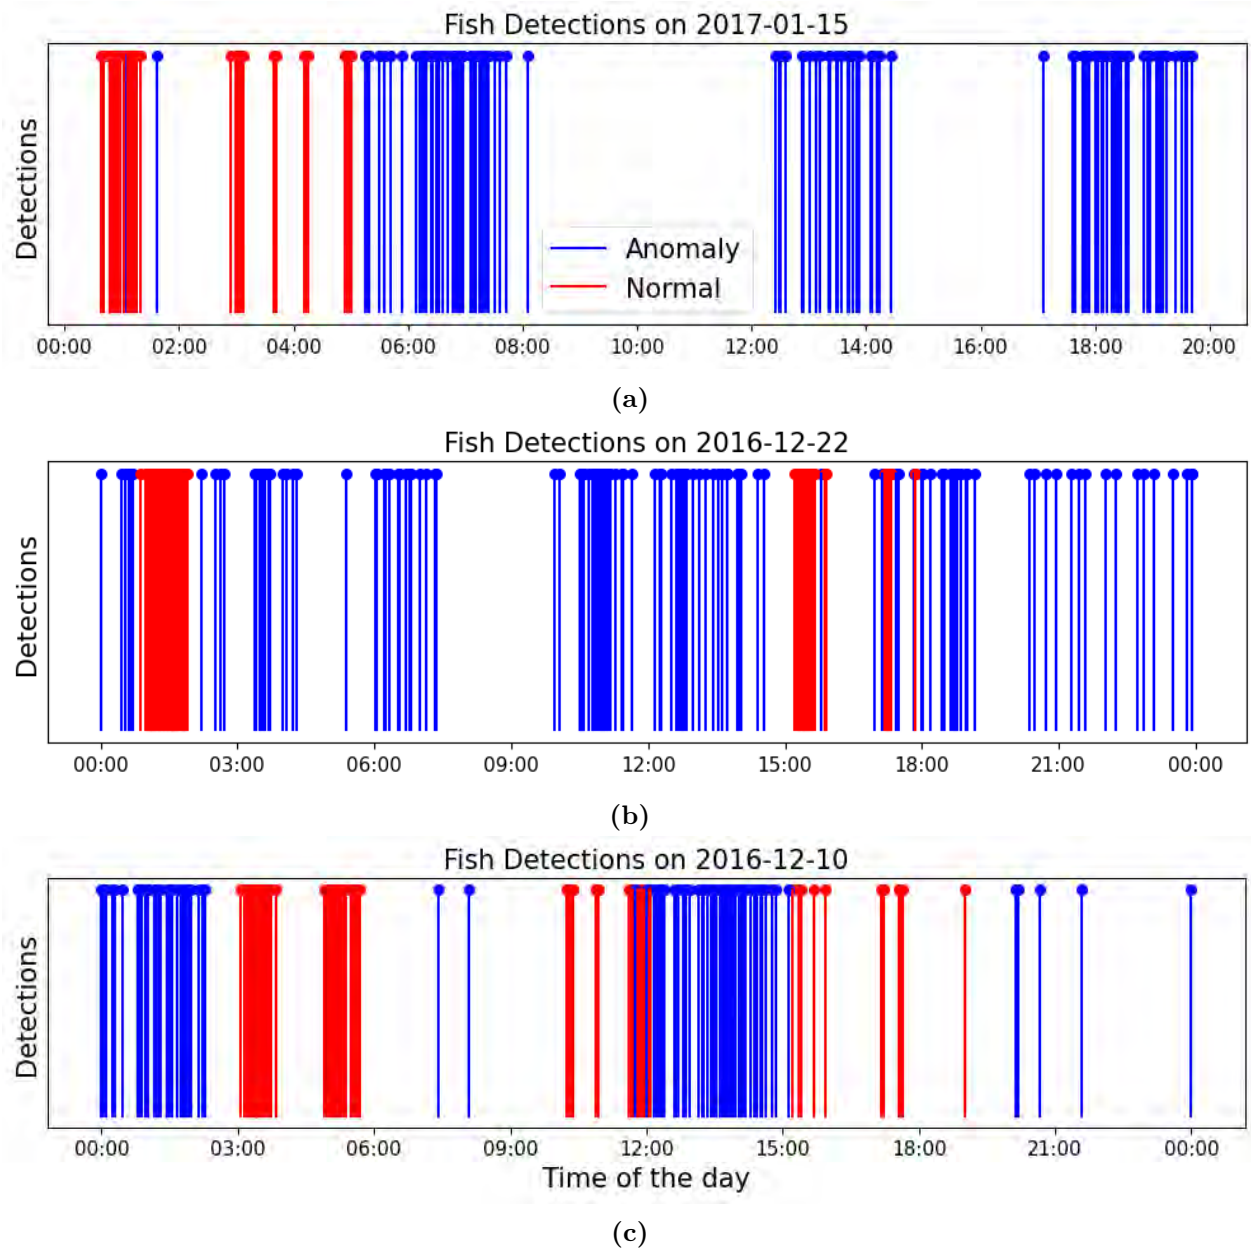 Fish Detections on 2017-01-15
Detections
Anomaly
Normal
00:00 02:00 04:00 06:00 08:00 10:00 12:00 14:00 16:00 18:00 20:00
(a)
Fish Detections on 2016-12-22
Detections
00:00 03:00 06:00 09:00 12:00 15:00 18:00 21:00 00:00
(b)
Fish Detections on 2016-12-10
Detections
00:00 03:00 06:00 09:00 12:00 15:00 18:00 21:00 00:00
Time of the day
(c)